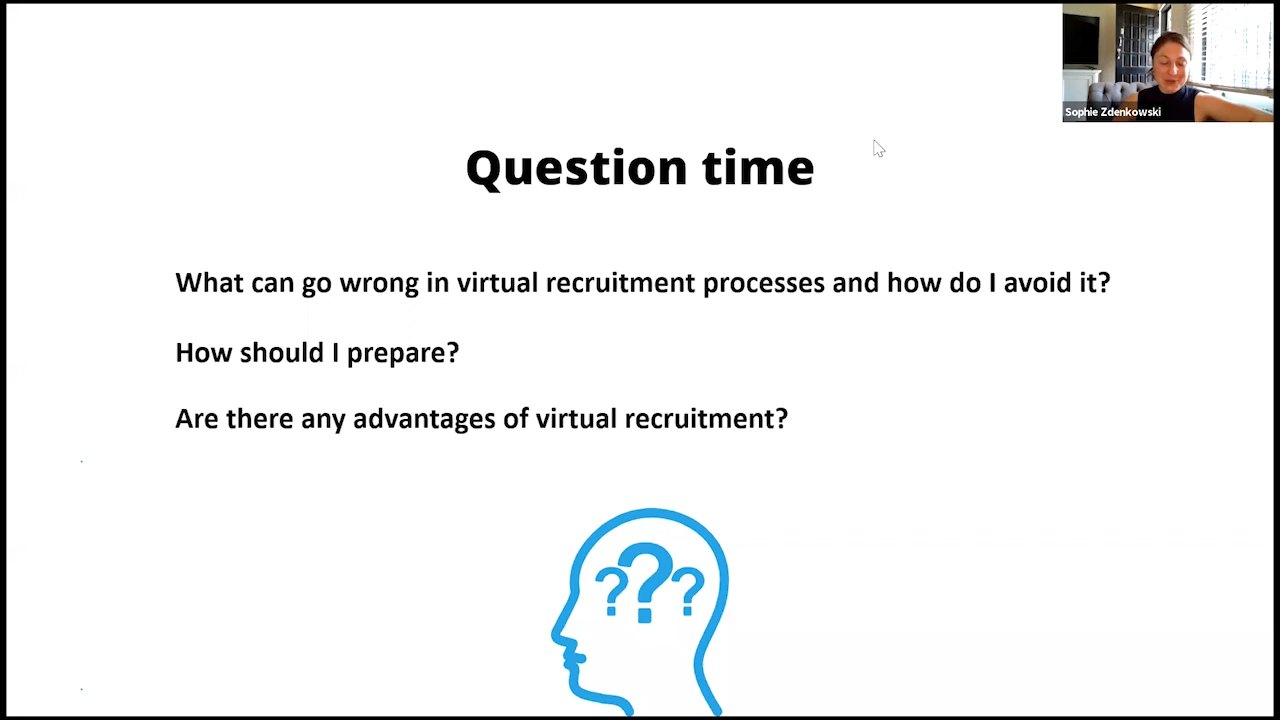 Sophie Zdenkowski
Question time
What can go wrong in virtual recruitment processes and how do I avoid it?
How should I prepare?
Are there any advantages of virtual recruitment?
? ? ?